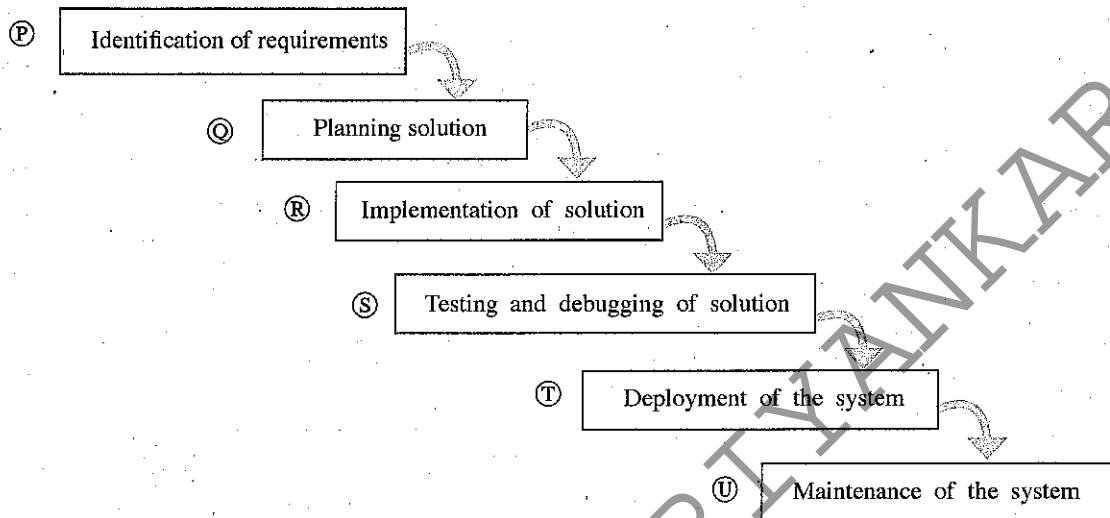 Ⓟ Identification of requirements
Ⓠ Planning solution
Ⓡ Implementation of solution
Ⓢ Testing and debugging of solution
Ⓣ Deployment of the system
Ⓤ Maintenance of the system
PRIYANKAR